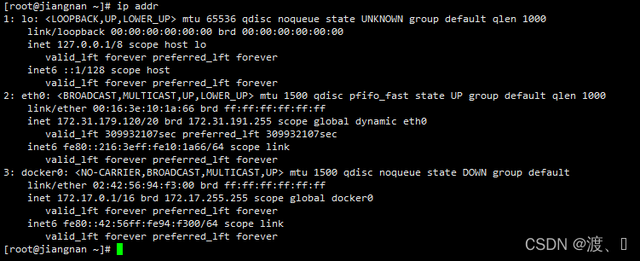 [root@jiangnan ~]# ip addr
1: lo: <LOOPBACK,UP,LOWER_UP> mtu 65536 qdisc noqueue state UNKNOWN group default qlen 1000
    link/loopback 00:00:00:00:00:00 brd 00:00:00:00:00:00
    inet 127.0.0.1/8 scope host lo
       valid_lft forever preferred_lft forever
    inet6 ::1/128 scope host
       valid_lft forever preferred_lft forever
2: eth0: <BROADCAST,MULTICAST,UP,LOWER_UP> mtu 1500 qdisc pfifo_fast state UP group default qlen 1000
    link/ether 00:16:3e:10:1a:66 brd ff:ff:ff:ff:ff:ff
    inet 172.31.179.120/20 brd 172.31.191.255 scope global dynamic eth0
       valid_lft 309932107sec preferred_lft 309932107sec
    inet6 fe80::216:3eff:fe10:1a66/64 scope link
       valid_lft forever preferred_lft forever
3: docker0: <NO-CARRIER,BROADCAST,MULTICAST,UP> mtu 1500 qdisc noqueue state DOWN group default
    link/ether 02:42:56:94:f3:00 brd ff:ff:ff:ff:ff:ff
    inet 172.17.0.1/16 brd 172.17.255.255 scope global docker0
       valid_lft forever preferred_lft forever
    inet6 fe80::42:56ff:fe94:f300/64 scope link
       valid_lft forever preferred_lft forever
[root@jiangnan ~]#
CSDN @渡、